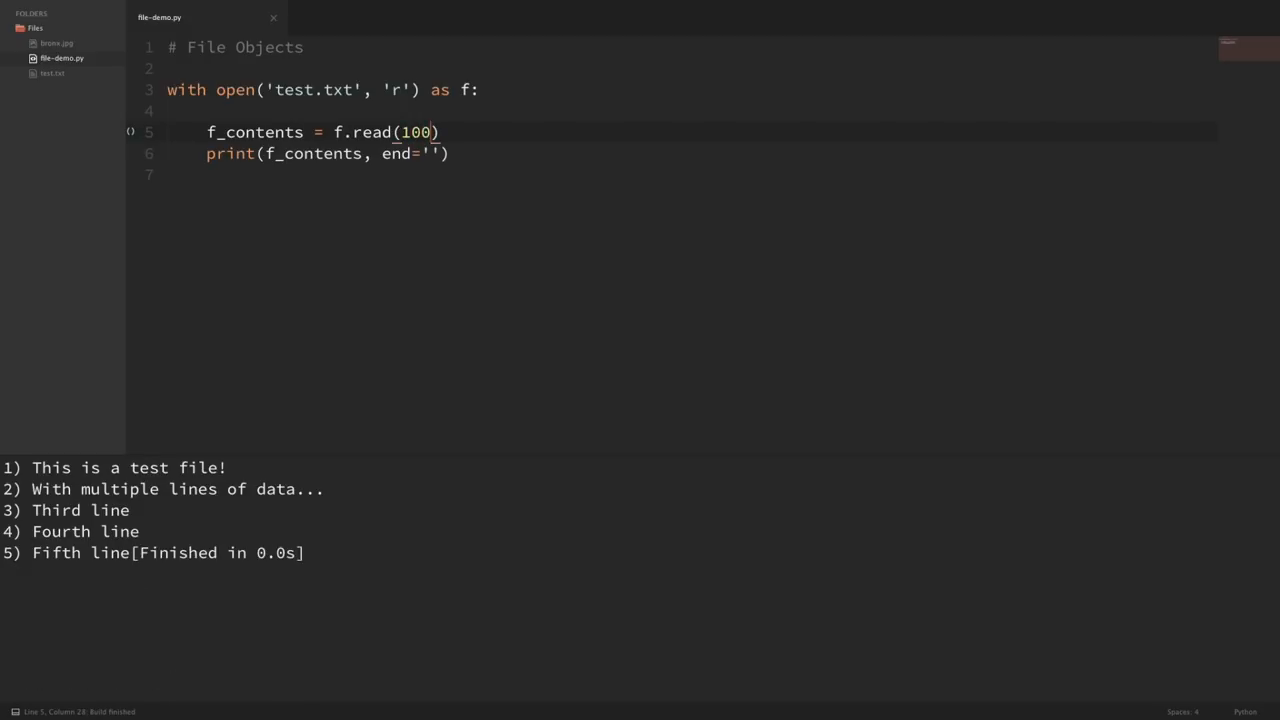 FOLDERS
Files
bronx.jpg
file-demo.py
test.txt
file-demo.py ×
1 # File Objects
2
3 with open('test.txt', 'r') as f:
4
() 5     f_contents = f.read(100)
6     print(f_contents, end='')
7
1) This is a test file!
2) With multiple lines of data...
3) Third line
4) Fourth line
5) Fifth line[Finished in 0.0s]
Line 5, Column 28: Build finished
Spaces: 4
Python